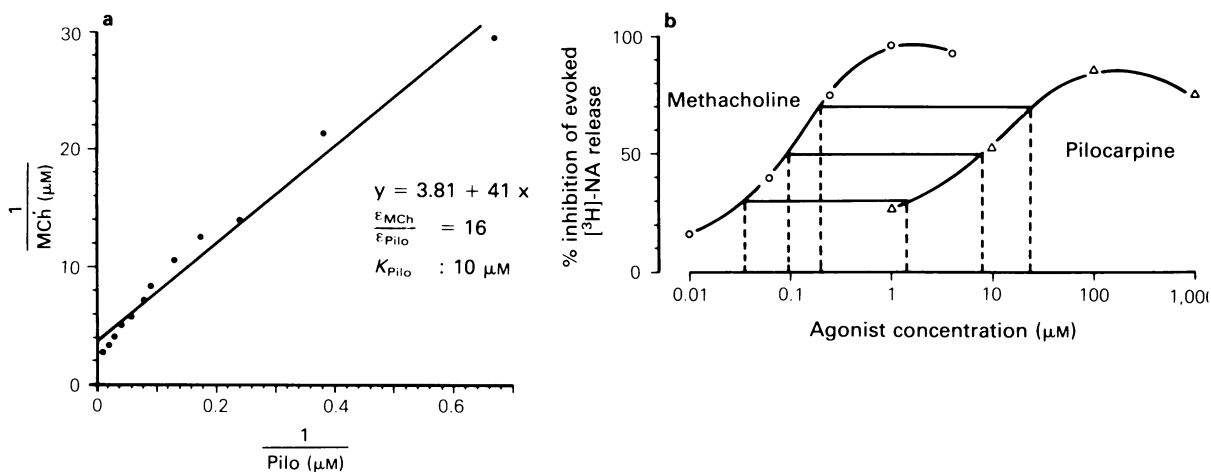 a
30
20
10
0
1
MCh (µM)
0 0.2 0.4 0.6
1
Pilo (µM)
y = 3.81 + 41 x
εMCh
εPilo
= 16
KPilo : 10 µM
b
100
50
0
% inhibition of evoked
[³H]-NA release
Methacholine
Pilocarpine
0.01 0.1 1 10 100 1,00
Agonist concentration (µM)